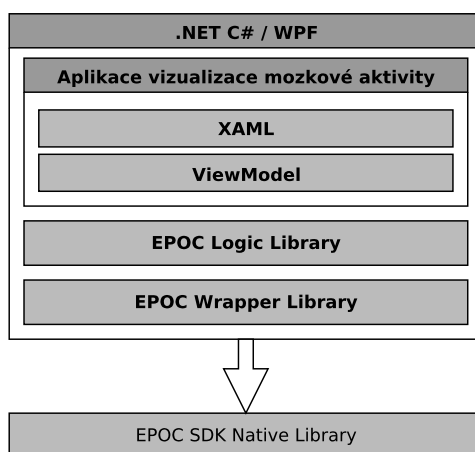 .NET C# / WPF
Aplikace vizualizace mozkové aktivity
XAML
ViewModel
EPOC Logic Library
EPOC Wrapper Library
EPOC SDK Native Library